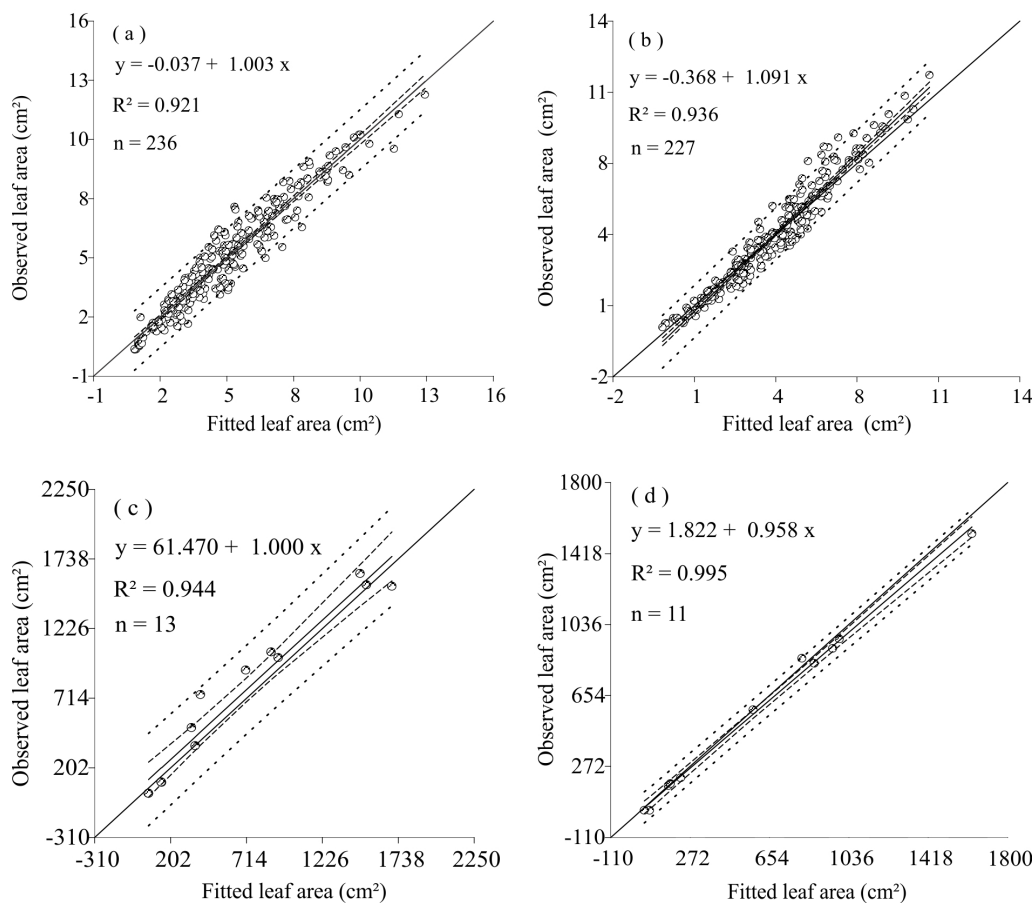 ( a )
y = -0.037 + 1.003 x
R² = 0.921
n = 236
Observed leaf area (cm²)
16
13
10
8
5
2
-1
-1 2 5 8 10 13 16
Fitted leaf area (cm²)
( b )
y = -0.368 + 1.091 x
R² = 0.936
n = 227
Observed leaf area (cm²)
14
11
8
4
1
-2
-2 1 4 8 11 14
Fitted leaf area (cm²)
( c )
y = 61.470 + 1.000 x
R² = 0.944
n = 13
Observed leaf area (cm²)
2250
1738
1226
714
202
-310
-310 202 714 1226 1738 2250
Fitted leaf area (cm²)
( d )
y = 1.822 + 0.958 x
R² = 0.995
n = 11
Observed leaf area (cm²)
1800
1418
1036
654
272
-110
-110 272 654 1036 1418 1800
Fitted leaf area (cm²)